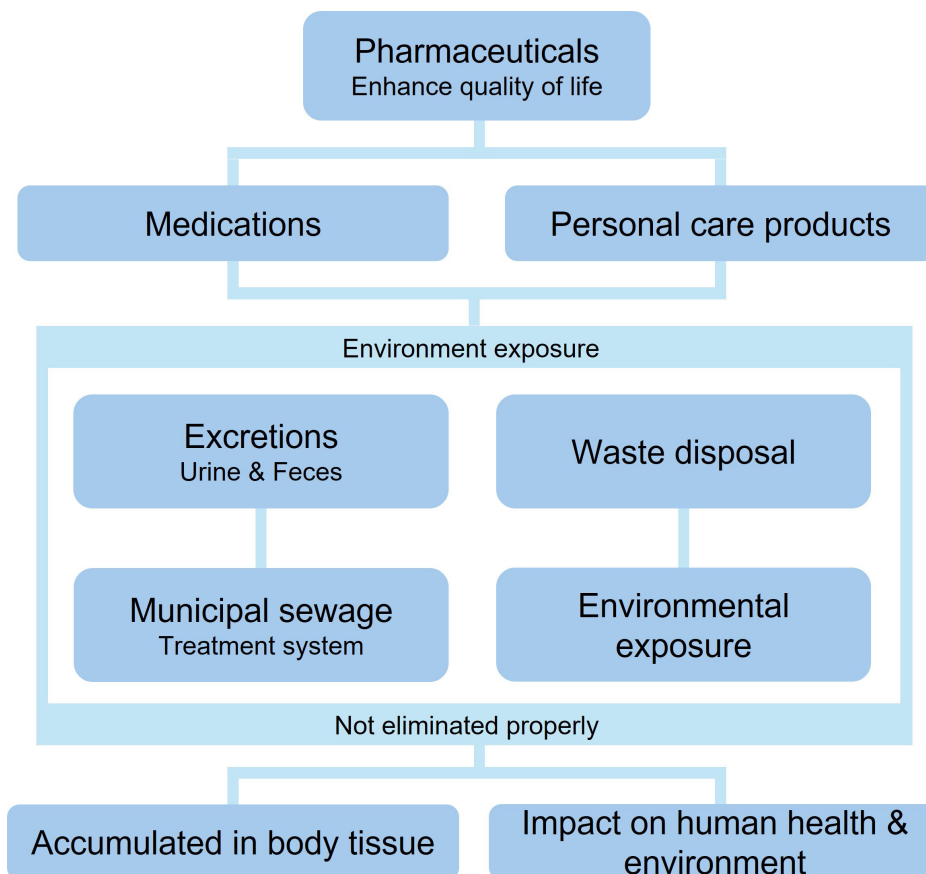 Pharmaceuticals
Enhance quality of life
Medications
Personal care products
Environment exposure
Excretions
Urine & Feces
Waste disposal
Municipal sewage
Treatment system
Environmental
exposure
Not eliminated properly
Accumulated in body tissue
Impact on human health &
environment